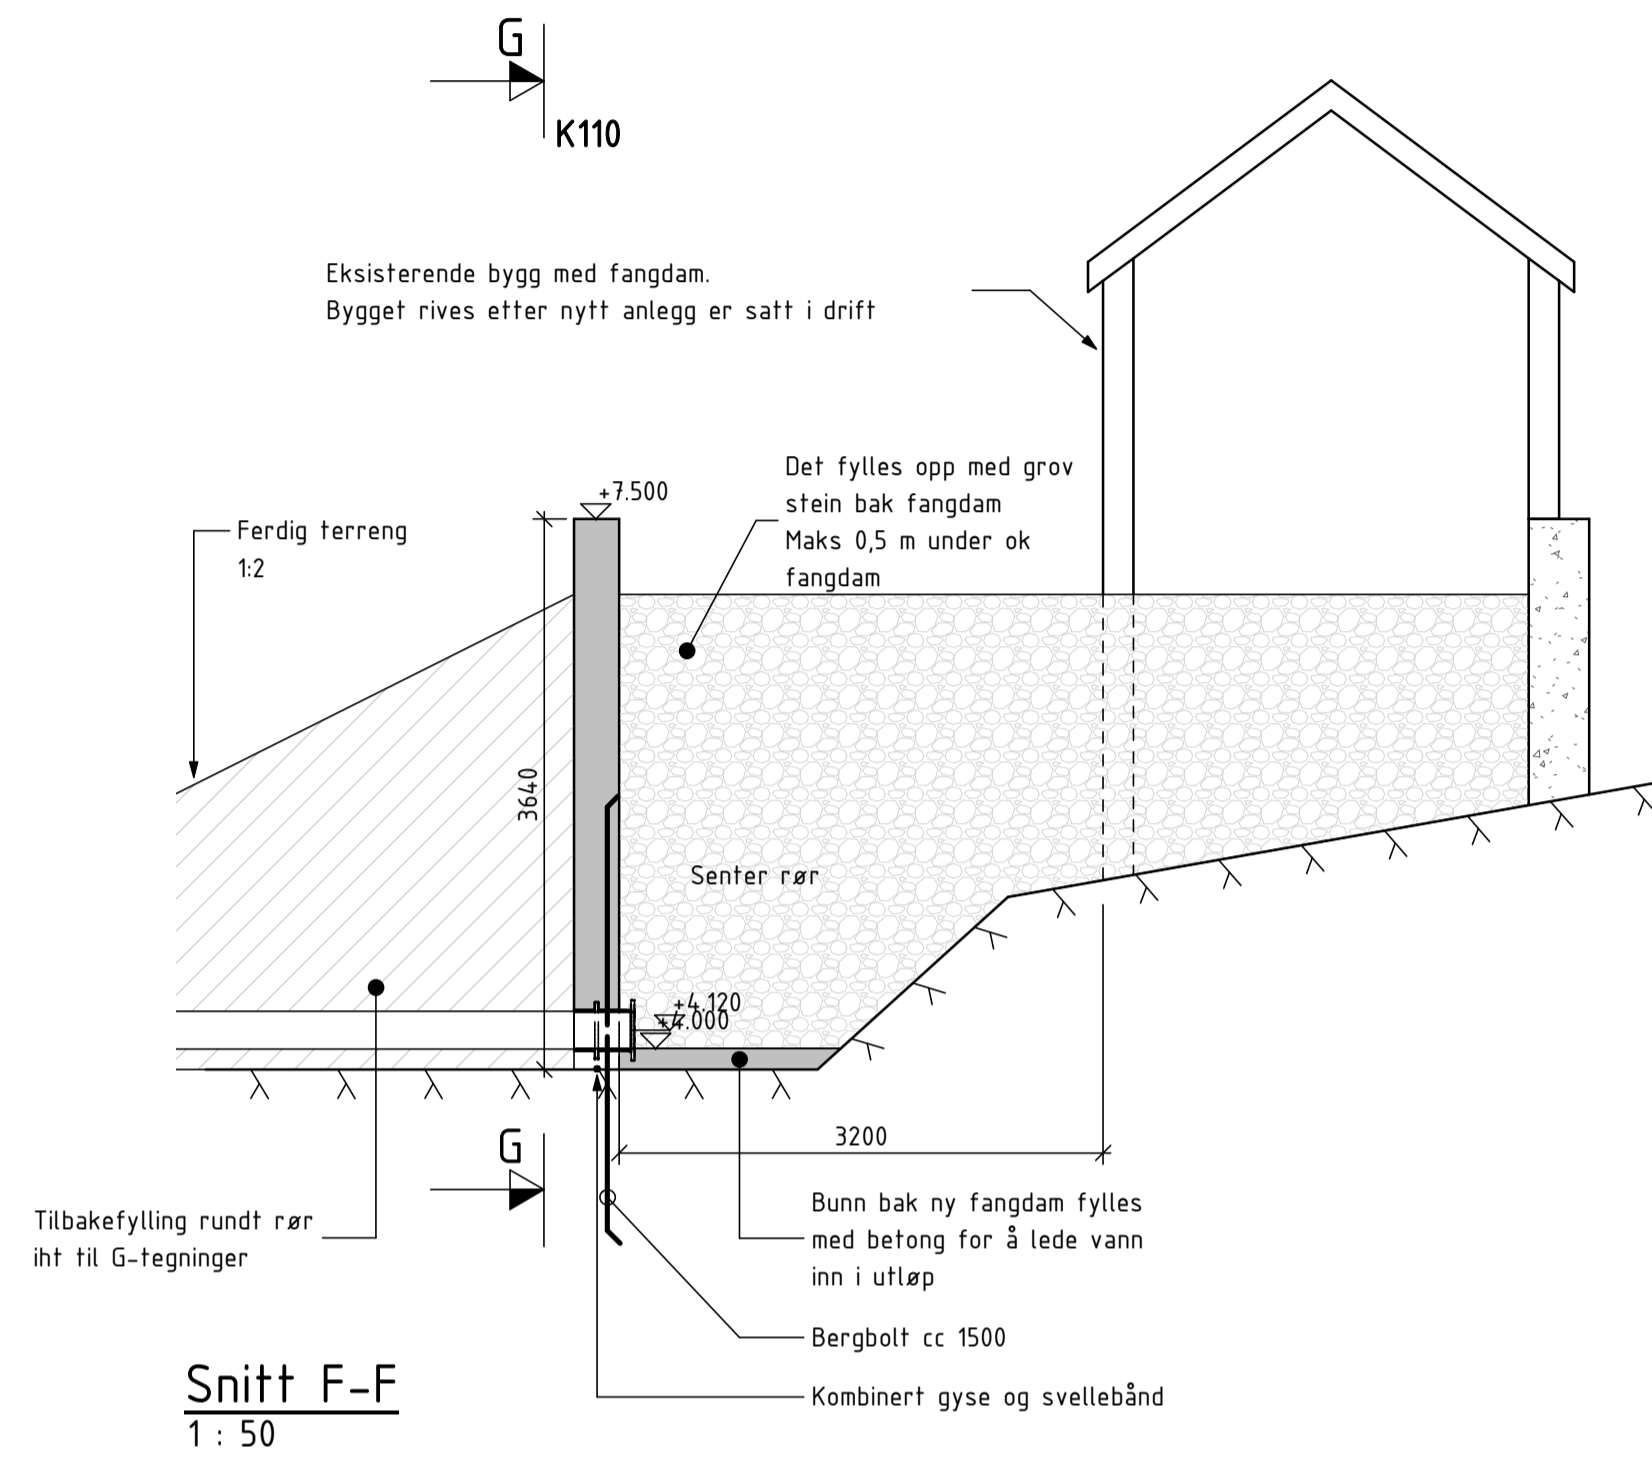 G
K110
Eksisterende bygg med fangdam.
Bygget rives etter nytt anlegg er satt i drift
Det fylles opp med grov
stein bak fangdam
Maks 0,5 m under ok
fangdam
+7.500
Ferdig terreng
1:2
3640
Senter rør
+4.120
+4.000
3200
G
Tilbakefylling rundt rør
iht til G-tegninger
Bunn bak ny fangdam fylles
med betong for å lede vann
inn i utløp
Bergbolt cc 1500
Kombinert gyse og svellebånd
Snitt F-F
1 : 50